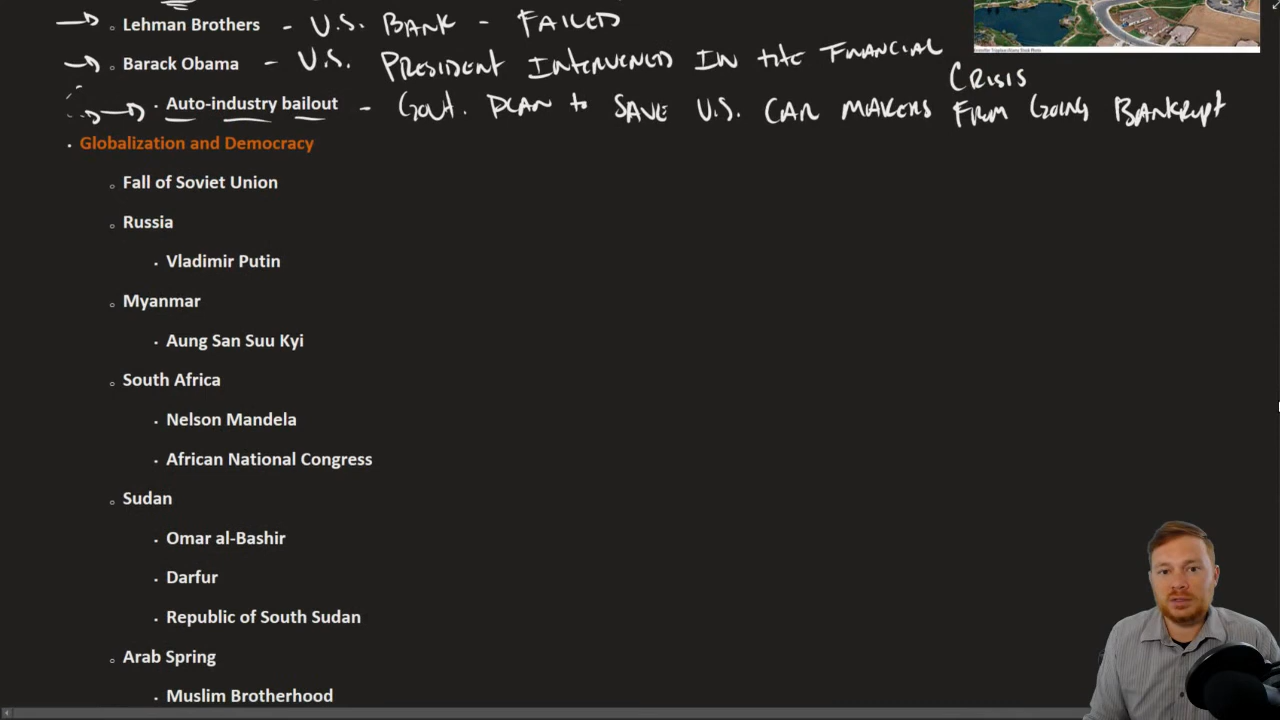 Lehman Brothers - U.S. BANK - FAILED
Barack Obama - U.S. PRESIDENT INTERVENED IN THE FINANCIAL CRISIS
Auto-industry bailout - Govt. PLAN to SAVE U.S. CAR MAKERS FROM GOING BANKRUPT
Globalization and Democracy
Fall of Soviet Union
Russia
Vladimir Putin
Myanmar
Aung San Suu Kyi
South Africa
Nelson Mandela
African National Congress
Sudan
Omar al-Bashir
Darfur
Republic of South Sudan
Arab Spring
Muslim Brotherhood